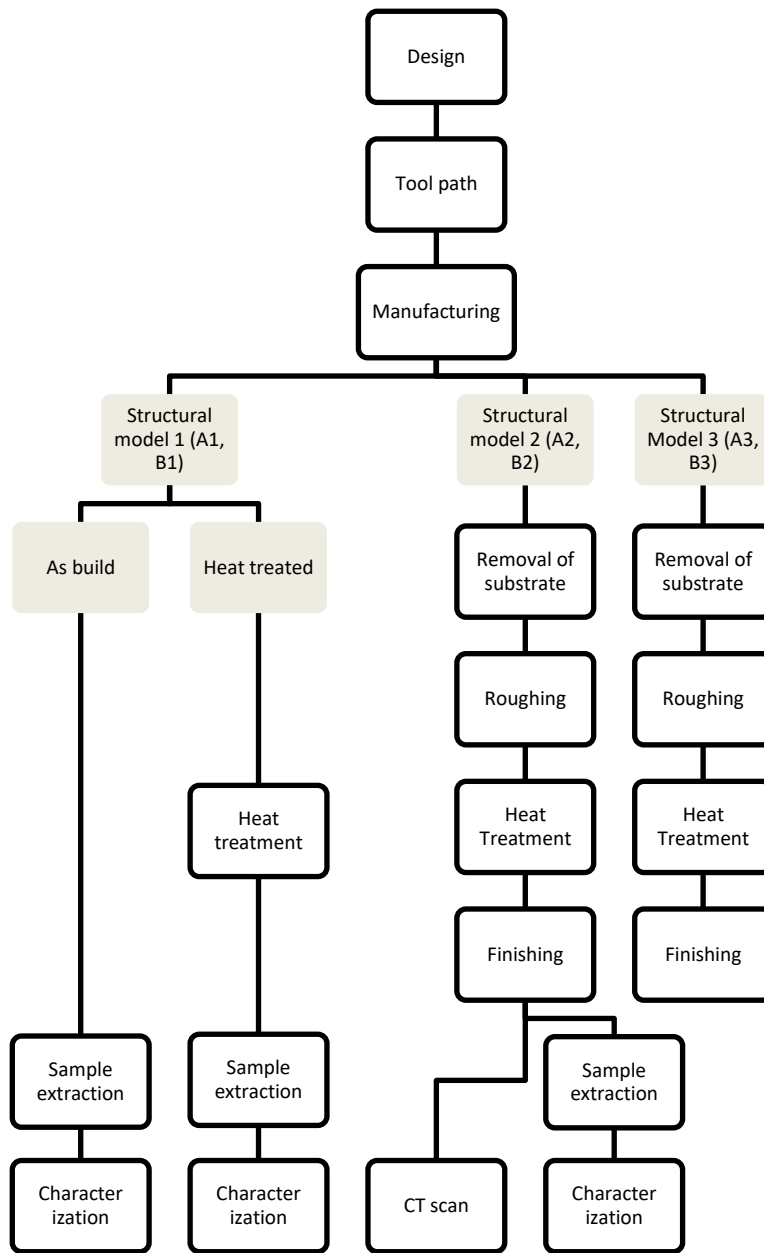 Design
Tool path
Manufacturing
Structural
model 1 (A1,
B1)
Structural
model 2 (A2,
B2)
Structural
Model 3 (A3,
B3)
As build
Heat treated
Removal of
substrate
Removal of
substrate
Roughing
Roughing
Heat
treatment
Heat
Treatment
Heat
Treatment
Finishing
Finishing
Sample
extraction
Sample
extraction
Sample
extraction
Character
ization
Character
ization
CT scan
Character
ization